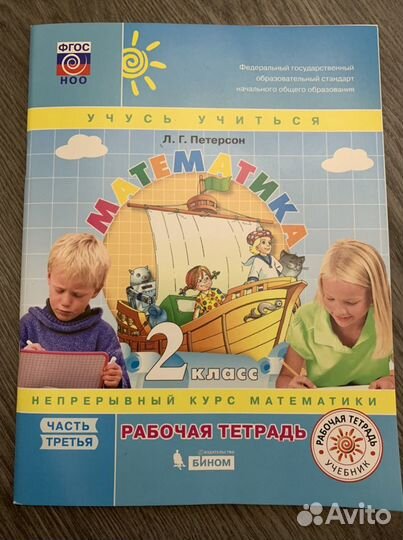 ФГОС
НОО
Федеральный государственный
образовательный стандарт
начального общего образования
УЧУСЬ УЧИТЬСЯ
Л. Г. Петерсон
МАТЕМАТИКА
2 класс
НЕПРЕРЫВНЫЙ КУРС МАТЕМАТИКИ
ЧАСТЬ
ТРЕТЬЯ
РАБОЧАЯ ТЕТРАДЬ
ИЗДАТЕЛЬСТВО
БИНОМ
РАБОЧАЯ ТЕТРАДЬ
УЧЕБНИК
Avito